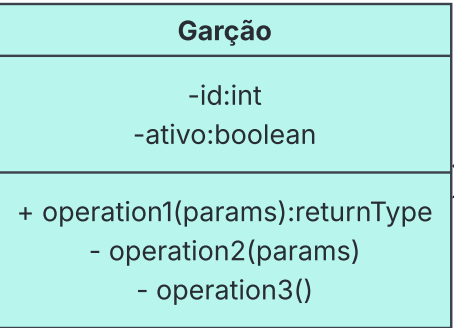 Garção
-id:int
-ativo:boolean
+ operation1(params):returnType
- operation2(params)
- operation3()